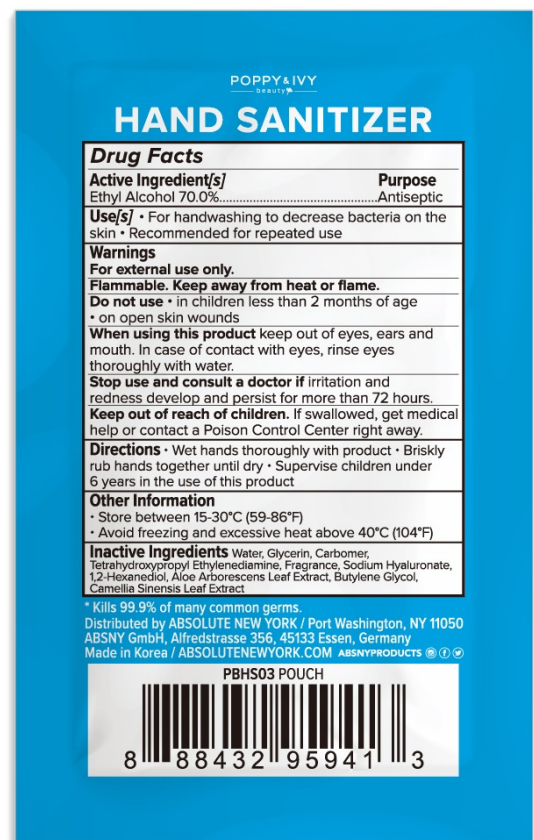 POPPY & IVY
beauty
HAND SANITIZER
Drug Facts
Active Ingredient[s] Purpose
Ethyl Alcohol 70.0%..............................................Antiseptic
Use[s] • For handwashing to decrease bacteria on the
skin • Recommended for repeated use
Warnings
For external use only.
Flammable. Keep away from heat or flame.
Do not use • in children less than 2 months of age
• on open skin wounds
When using this product keep out of eyes, ears and
mouth. In case of contact with eyes, rinse eyes
thoroughly with water.
Stop use and consult a doctor if irritation and
redness develop and persist for more than 72 hours.
Keep out of reach of children. If swallowed, get medical
help or contact a Poison Control Center right away.
Directions • Wet hands thoroughly with product • Briskly
rub hands together until dry • Supervise children under
6 years in the use of this product
Other Information
• Store between 15-30°C (59-86°F)
• Avoid freezing and excessive heat above 40°C (104°F)
Inactive Ingredients Water, Glycerin, Carbomer,
Tetrahydroxypropyl Ethylenediamine, Fragrance, Sodium Hyaluronate,
1,2-Hexanediol, Aloe Arborescens Leaf Extract, Butylene Glycol,
Camellia Sinensis Leaf Extract
* Kills 99.9% of many common germs.
Distributed by ABSOLUTE NEW YORK / Port Washington, NY 11050
ABSNY GmbH, Alfredstrasse 356, 45133 Essen, Germany
Made in Korea / ABSOLUTENEWYORK.COM ABSNYPRODUCTS
PBHS03 POUCH
8 88432 95941 3